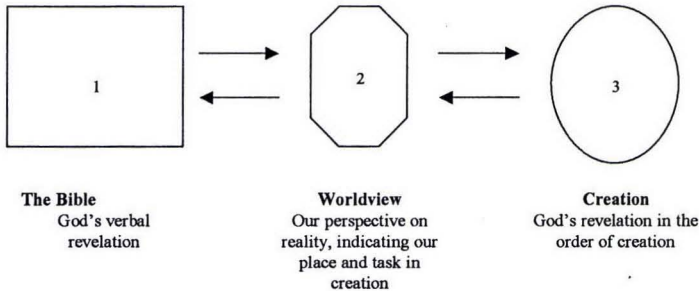 1
2
3
The Bible
God's verbal
revelation
Worldview
Our perspective on
reality, indicating our
place and task in
creation
Creation
God's revelation in the
order of creation